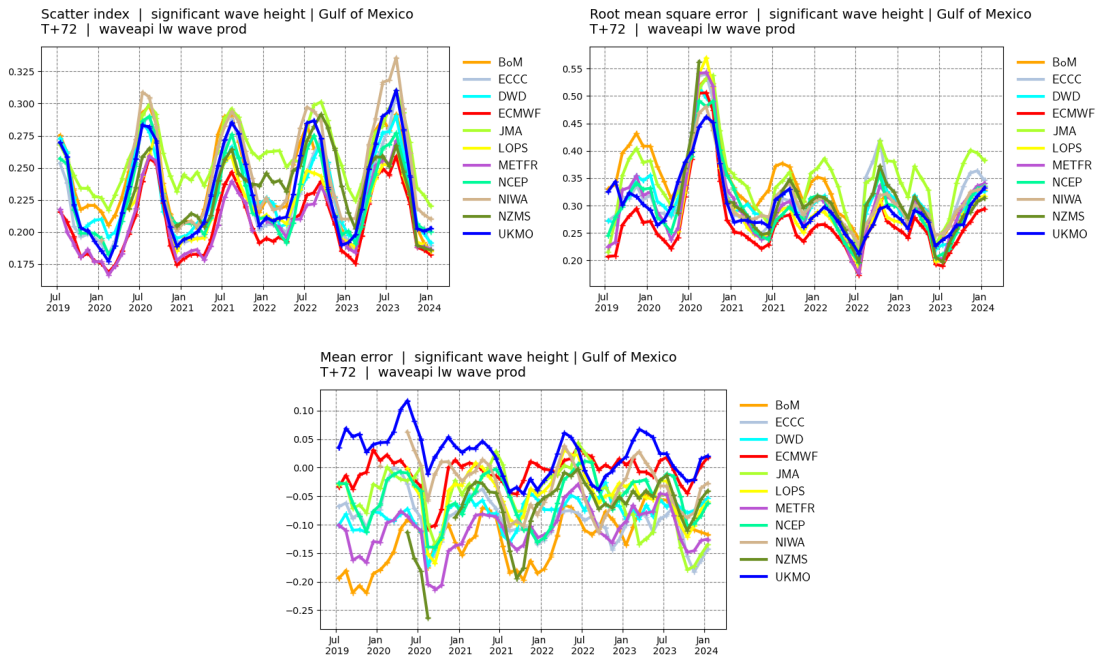 Scatter index | significant wave height | Gulf of Mexico
T+72 | waveapi lw wave prod
0.325
0.300
0.275
0.250
0.225
0.200
0.175
Jul 2019
Jan 2020
Jul 2020
Jan 2021
Jul 2021
Jan 2022
Jul 2022
Jan 2023
Jul 2023
Jan 2024
BoM
ECCC
DWD
ECMWF
JMA
LOPS
METFR
NCEP
NIWA
NZMS
UKMO
Root mean square error | significant wave height | Gulf of Mexico
T+72 | waveapi lw wave prod
0.55
0.50
0.45
0.40
0.35
0.30
0.25
0.20
Jul 2019
Jan 2020
Jul 2020
Jan 2021
Jul 2021
Jan 2022
Jul 2022
Jan 2023
Jul 2023
Jan 2024
BoM
ECCC
DWD
ECMWF
JMA
LOPS
METFR
NCEP
NIWA
NZMS
UKMO
Mean error | significant wave height | Gulf of Mexico
T+72 | waveapi lw wave prod
0.10
0.05
0.00
−0.05
−0.10
−0.15
−0.20
−0.25
Jul 2019
Jan 2020
Jul 2020
Jan 2021
Jul 2021
Jan 2022
Jul 2022
Jan 2023
Jul 2023
Jan 2024
BoM
ECCC
DWD
ECMWF
JMA
LOPS
METFR
NCEP
NIWA
NZMS
UKMO